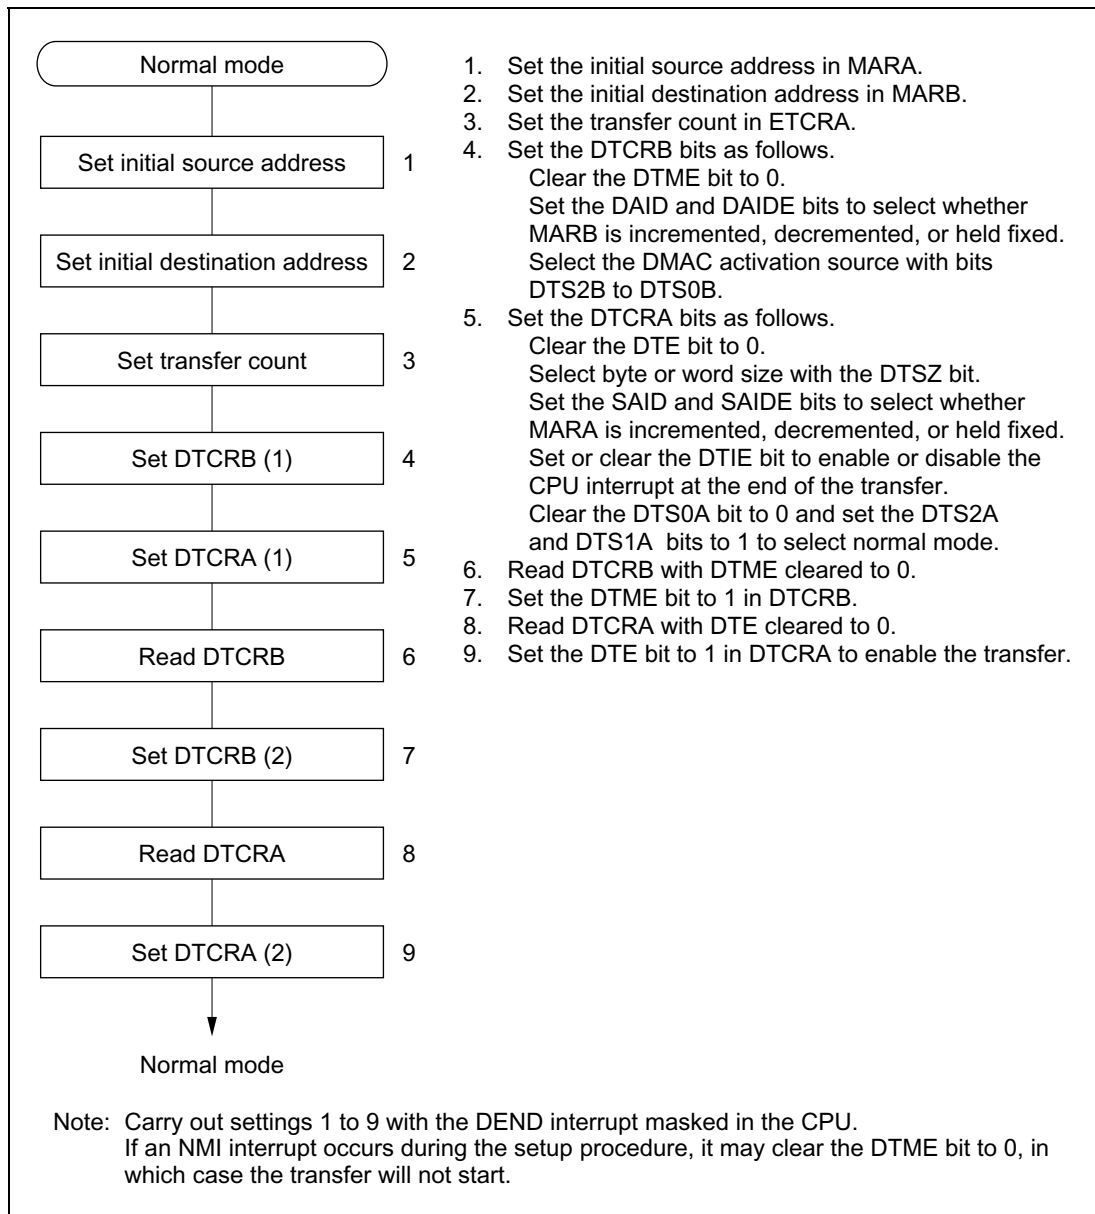 Normal mode
Set initial source address 1
Set initial destination address 2
Set transfer count 3
Set DTCRB (1) 4
Set DTCRA (1) 5
Read DTCRB 6
Set DTCRB (2) 7
Read DTCRA 8
Set DTCRA (2) 9
Normal mode
1. Set the initial source address in MARA.
2. Set the initial destination address in MARB.
3. Set the transfer count in ETCRA.
4. Set the DTCRB bits as follows.
Clear the DTME bit to 0.
Set the DAID and DAIDE bits to select whether
MARB is incremented, decremented, or held fixed.
Select the DMAC activation source with bits
DTS2B to DTS0B.
5. Set the DTCRA bits as follows.
Clear the DTE bit to 0.
Select byte or word size with the DTSZ bit.
Set the SAID and SAIDE bits to select whether
MARA is incremented, decremented, or held fixed.
Set or clear the DTIE bit to enable or disable the
CPU interrupt at the end of the transfer.
Clear the DTS0A bit to 0 and set the DTS2A
and DTS1A bits to 1 to select normal mode.
6. Read DTCRB with DTME cleared to 0.
7. Set the DTME bit to 1 in DTCRB.
8. Read DTCRA with DTE cleared to 0.
9. Set the DTE bit to 1 in DTCRA to enable the transfer.
Note: Carry out settings 1 to 9 with the DEND interrupt masked in the CPU.
If an NMI interrupt occurs during the setup procedure, it may clear the DTME bit to 0, in
which case the transfer will not start.